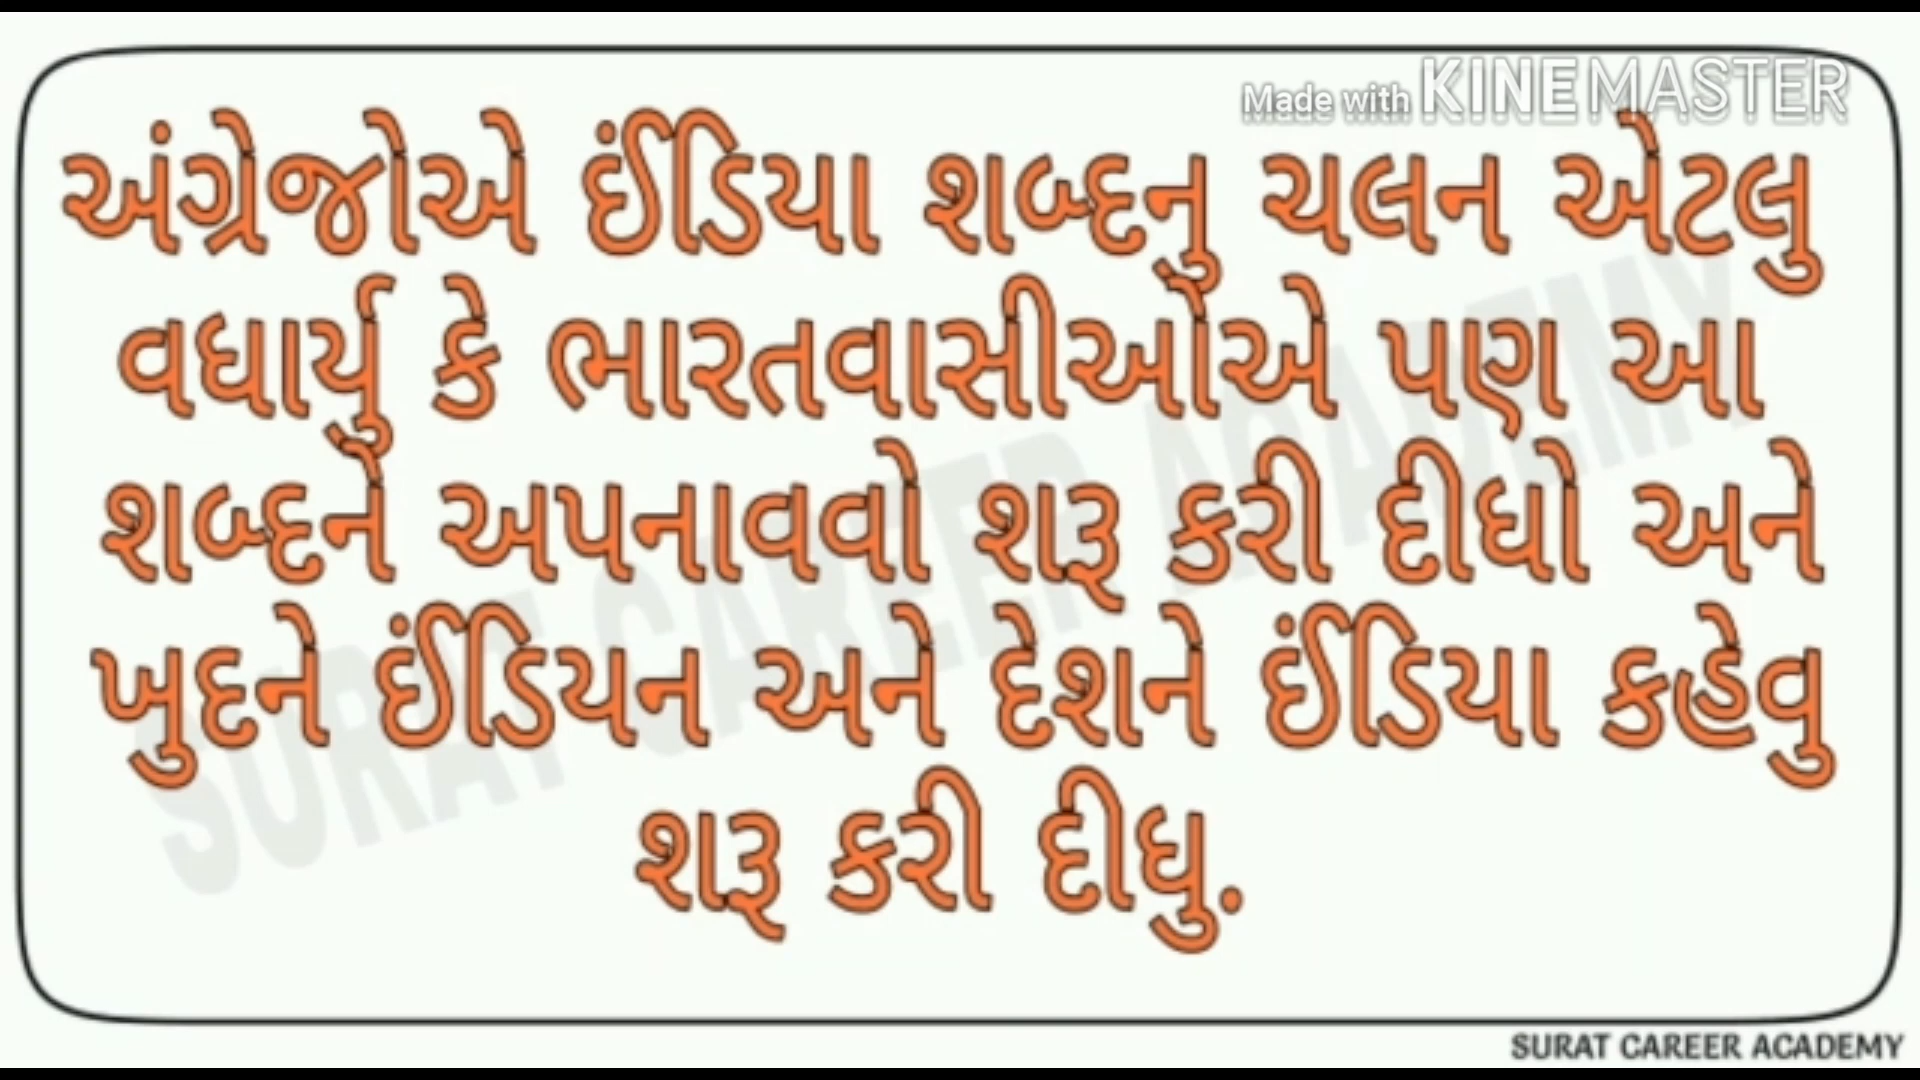 Made with KINEMASTER
અંગ્રેજોએ ઈંડિયા શબ્દનુ ચલન એટલુ
વધાર્યુ કે ભારતવાસીઓએ પણ આ
શબ્દને અપનાવવો શરૂ કરી દીધો અને
ખુદને ઈંડિયન અને દેશને ઈંડિયા કહેવુ
શરૂ કરી દીધુ.
SURAT CAREER ACADEMY
SURAT CAREER ACADEMY